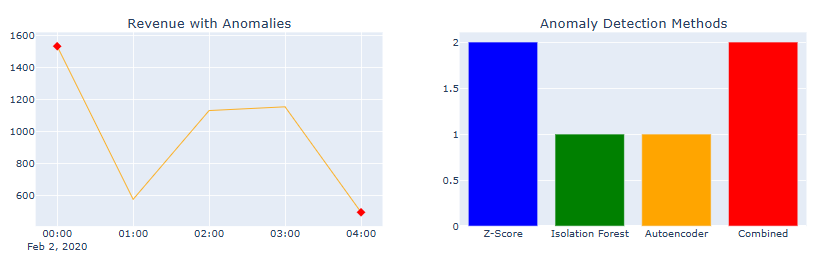 Revenue with Anomalies
1600
1400
1200
1000
800
600
00:00 01:00 02:00 03:00 04:00
Feb 2, 2020
Anomaly Detection Methods
2
1.5
1
0.5
0
Z-Score Isolation Forest Autoencoder Combined